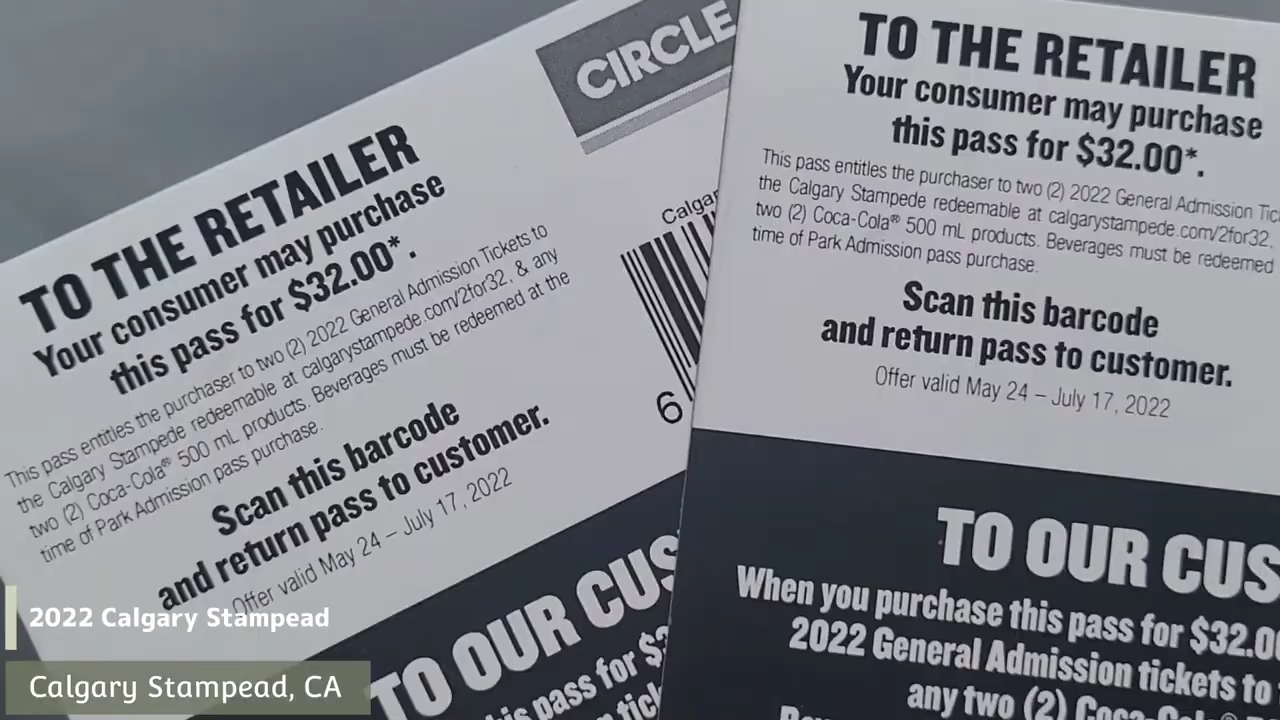 CIRCLE
TO THE RETAILER
Your consumer may purchase
this pass for $32.00*.
This pass entitles the purchaser to two (2) 2022 General Admission Tickets to
the Calgary Stampede redeemable at calgarystampede.com/2for32, & any
two (2) Coca-Cola® 500 mL products. Beverages must be redeemed at the
time of Park Admission pass purchase.
Scan this barcode
and return pass to customer.
Offer valid May 24 – July 17, 2022
Calgar
6
TO OUR CUS
this pass for $3
TO THE RETAILER
Your consumer may purchase
this pass for $32.00*.
This pass entitles the purchaser to two (2) 2022 General Admission Tic
the Calgary Stampede redeemable at calgarystampede.com/2for32,
two (2) Coca-Cola® 500 mL products. Beverages must be redeemed
time of Park Admission pass purchase.
Scan this barcode
and return pass to customer.
Offer valid May 24 – July 17, 2022
TO OUR CUS
When you purchase this pass for $32.0
2022 General Admission tickets to
any two (2) Coca-Cola®
2022 Calgary Stampead
Calgary Stampead, CA